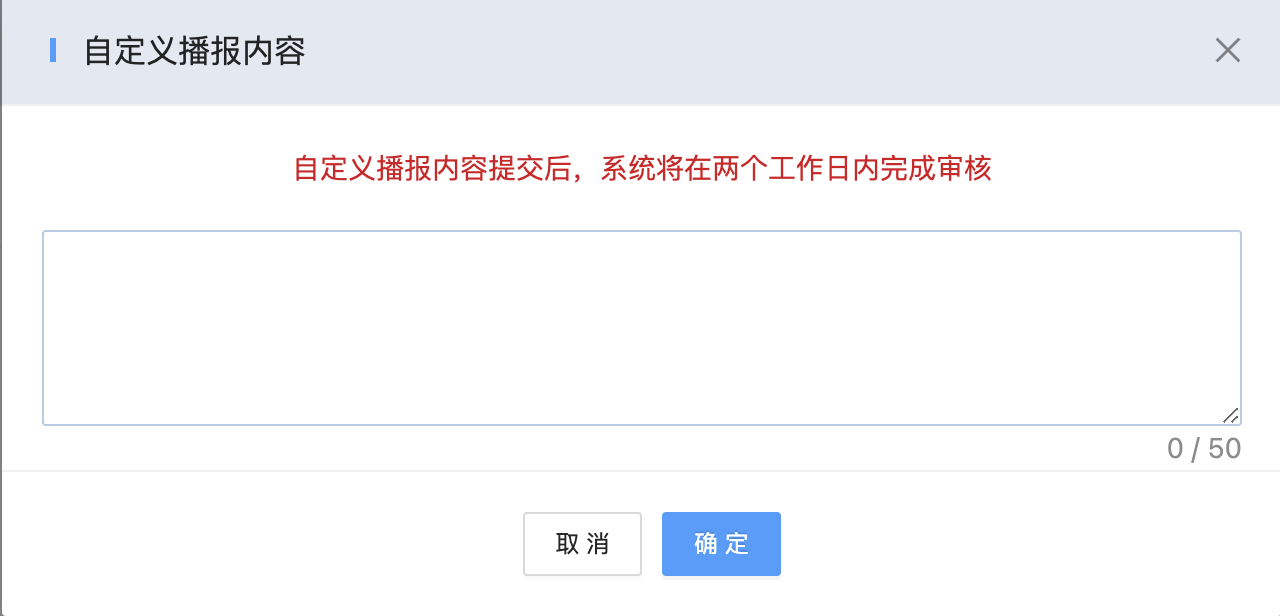 自定义播报内容
自定义播报内容提交后，系统将在两个工作日内完成审核
0 / 50
取 消
确 定